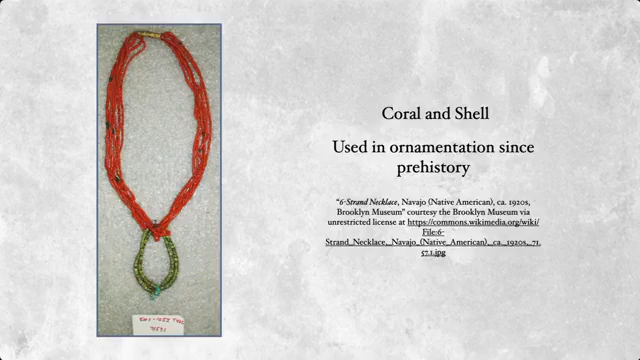 Coral and Shell
Used in ornamentation since
prehistory
“6-Strand Necklace, Navajo (Native American), ca. 1920s,
Brooklyn Museum” courtesy the Brooklyn Museum via
unrestricted license at https://commons.wikimedia.org/wiki/
File:6-
Strand_Necklace,_Navajo_(Native_American),_ca._1920s,_71.
57.1.jpg